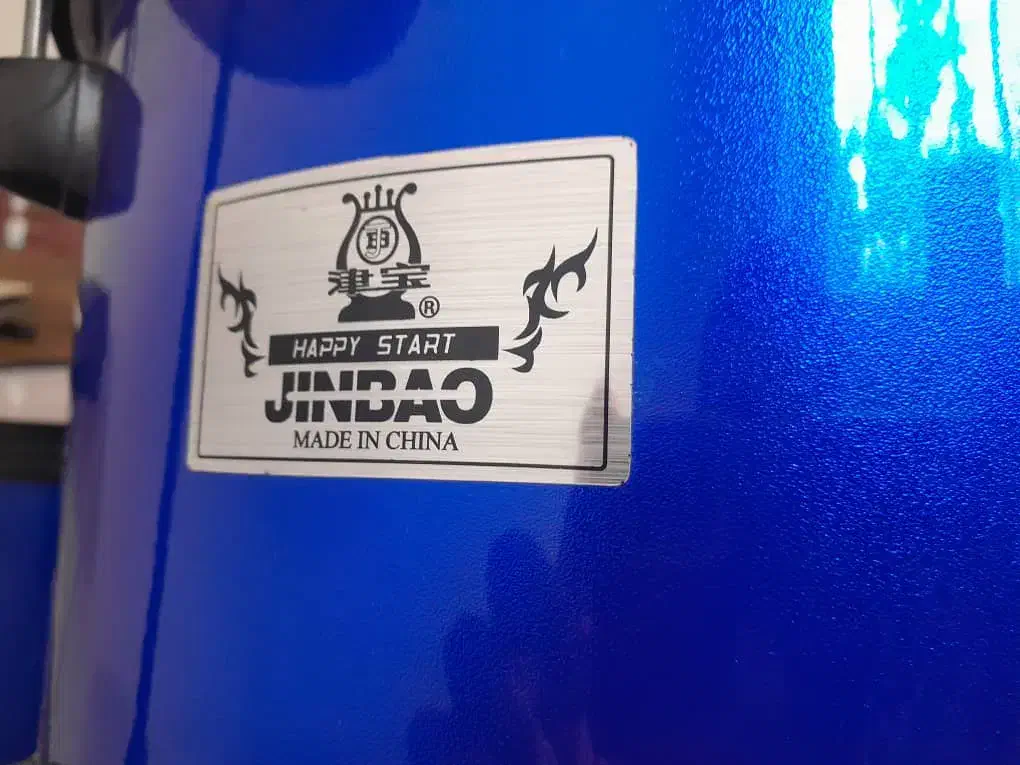 津宝
®
HAPPY START
JINBAO
MADE IN CHINA